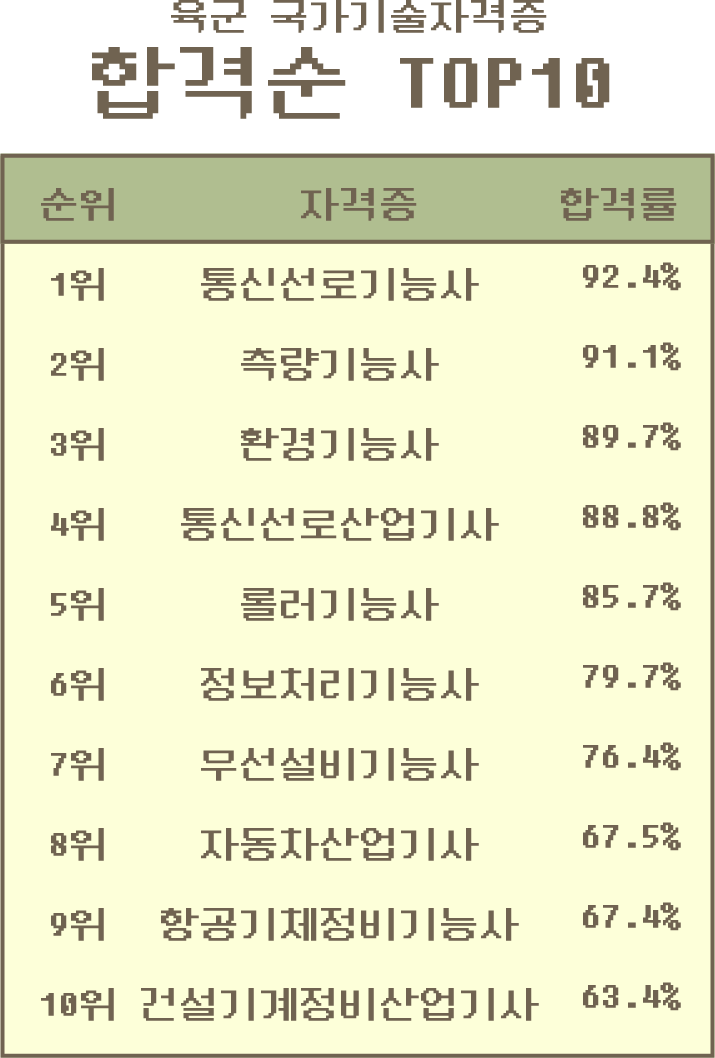 육군 국가기술자격증
합격순 TOP10
순위 자격증 합격률
1위 통신선로기능사 92.4%
2위 측량기능사 91.1%
3위 환경기능사 89.7%
4위 통신선로산업기사 88.8%
5위 롤러기능사 85.7%
6위 정보처리기능사 79.7%
7위 무선설비기능사 76.4%
8위 자동차산업기사 67.5%
9위 항공기체정비기능사 67.4%
10위 건설기계정비산업기사 63.4%